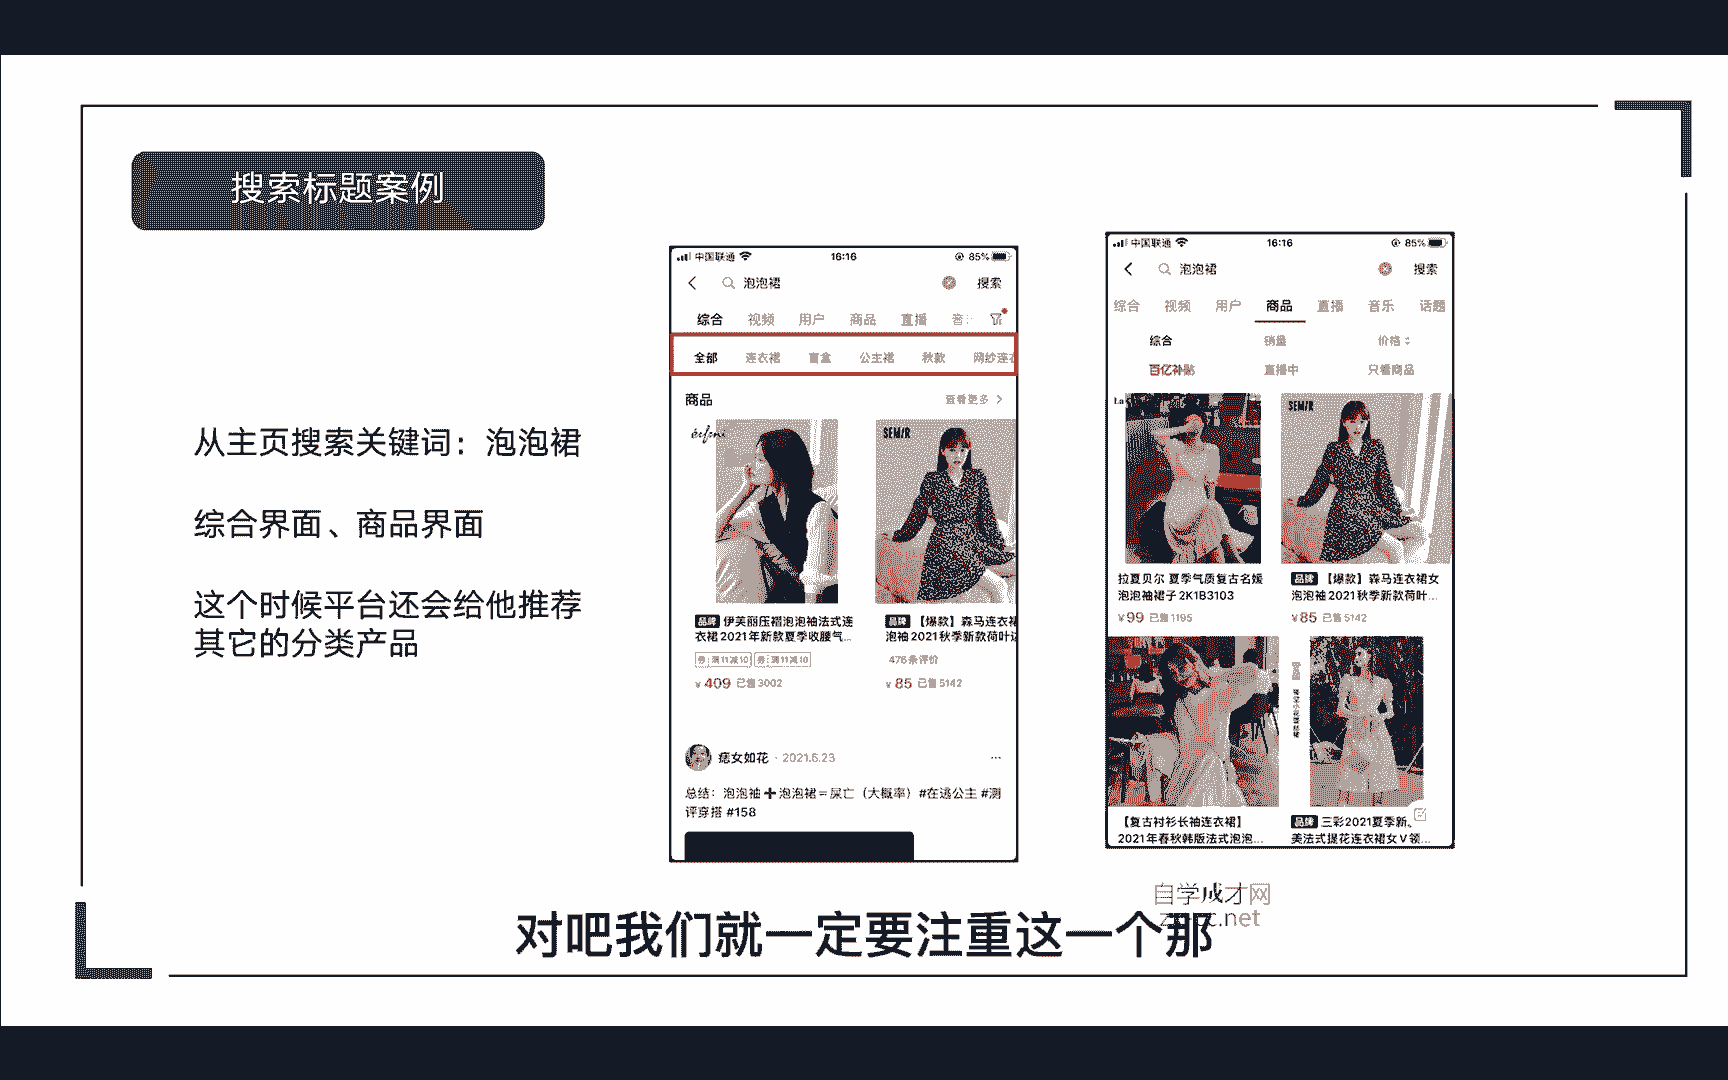 搜索标题案例
从主页搜索关键词：泡泡裙
综合界面、商品界面
这个时候平台还会给他推荐
其它的分类产品
中国联通 16:16 85%
泡泡裙 搜索
综合 视频 用户 商品 直播 音
全部 连衣裙 盲盒 公主裙 秋款 网纱连衣
商品 查看更多
SEMIR
品牌 伊芙丽压褶泡泡袖法式连
衣裙2021年新款夏季收腰气...
券:满11减10 券:满11减10
¥409 已售3002
品牌 【爆款】森马连衣裙
泡袖2021秋季新款荷叶边
476条评价
¥85 已售5142
痞女如花 · 2021.6.23 ...
总结：泡泡袖➕泡泡裙＝屎亡（大概率）#在逃公主 #测
评穿搭 #158
中国联通 16:16 85%
泡泡裙 搜索
综合 视频 用户 商品 直播 音乐 话题
综合 销量 价格
百亿补贴 直播中 只看商品
La
SEMIR
拉夏贝尔 夏季气质复古名媛
泡泡袖裙子2K1B3103
¥99 已售1195
品牌 【爆款】森马连衣裙女
泡泡袖2021秋季新款荷叶...
¥85 已售5142
【复古衬衫长袖连衣裙】
2021年春秋韩版法式泡泡...
品牌 三彩2021夏季新.
美法式提花连衣裙女V领...
自学成才网
zx-cc.net
对吧我们就一定要注重这一个那